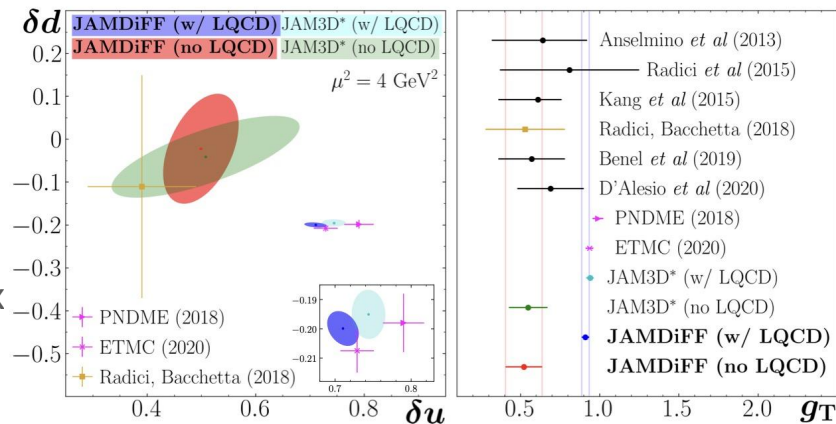 δd
JAMDiFF (w/ LQCD) JAM3D* (w/ LQCD)
JAMDiFF (no LQCD) JAM3D* (no LQCD)
μ² = 4 GeV²
0.2
0.1
0
−0.1
−0.2
−0.3
−0.4
−0.5
PNDME (2018)
ETMC (2020)
Radici, Bacchetta (2018)
−0.19
−0.20
−0.21
0.7 0.8
0.4 0.6 0.8 δu
Anselmino et al (2013)
Radici et al (2015)
Kang et al (2015)
Radici, Bacchetta (2018)
Benel et al (2019)
D'Alesio et al (2020)
PNDME (2018)
ETMC (2020)
JAM3D* (w/ LQCD)
JAM3D* (no LQCD)
JAMDiFF (w/ LQCD)
JAMDiFF (no LQCD)
0.5 1.0 1.5 2.0 gT